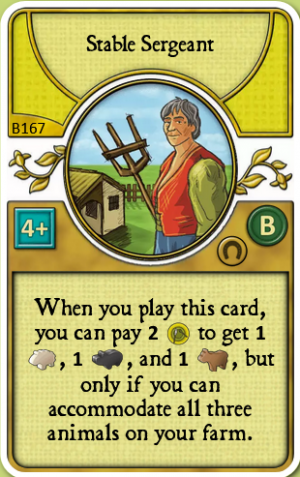 Stable Sergeant
B167
4+
B
When you play this card,
you can pay 2 to get 1
, 1 , and 1 , but
only if you can
accommodate all three
animals on your farm.